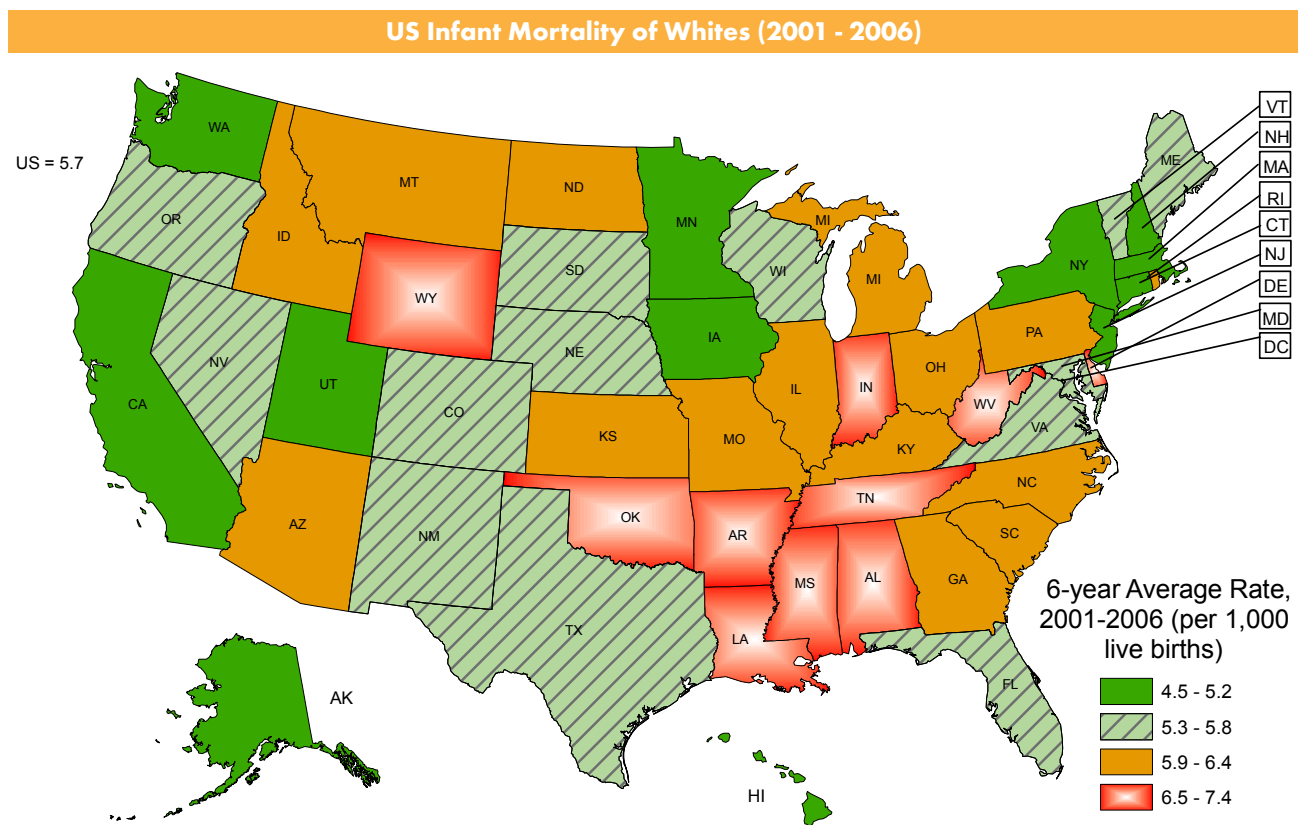 US Infant Mortality of Whites (2001 - 2006)
US = 5.7
VT
NH
MA
RI
CT
NJ
DE
MD
DC
WA
MT
ND
MN
ME
OR
ID
WY
SD
WI
MI
MI
NY
NV
UT
CO
NE
IA
IL
IN
OH
PA
CA
KS
MO
KY
WV
VA
AZ
NM
OK
AR
TN
NC
SC
TX
LA
MS
AL
GA
FL
AK
HI
6-year Average Rate,
2001-2006 (per 1,000
live births)
4.5 - 5.2
5.3 - 5.8
5.9 - 6.4
6.5 - 7.4